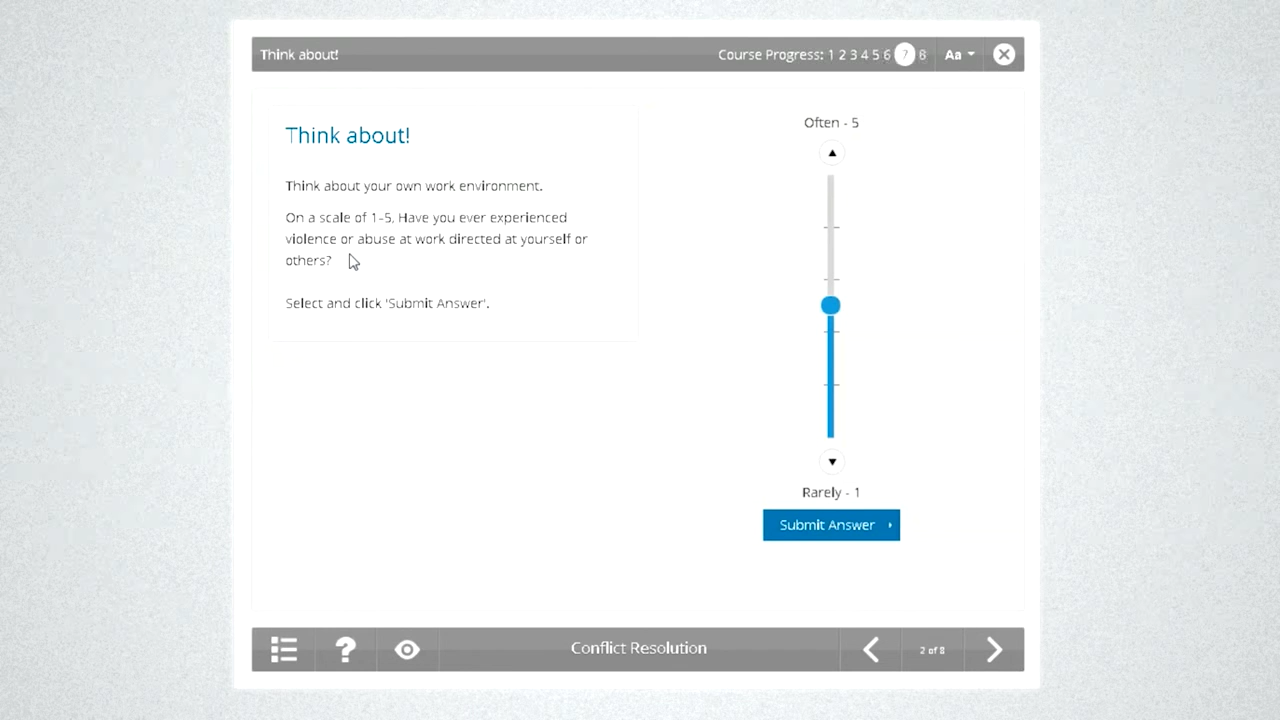 Think about!
Course Progress: 1 2 3 4 5 6 7 8
Aa
Think about!
Think about your own work environment.
On a scale of 1-5, Have you ever experienced
violence or abuse at work directed at yourself or
others?
Select and click 'Submit Answer'.
Often - 5
Rarely - 1
Submit Answer
?
Conflict Resolution
2 of 8